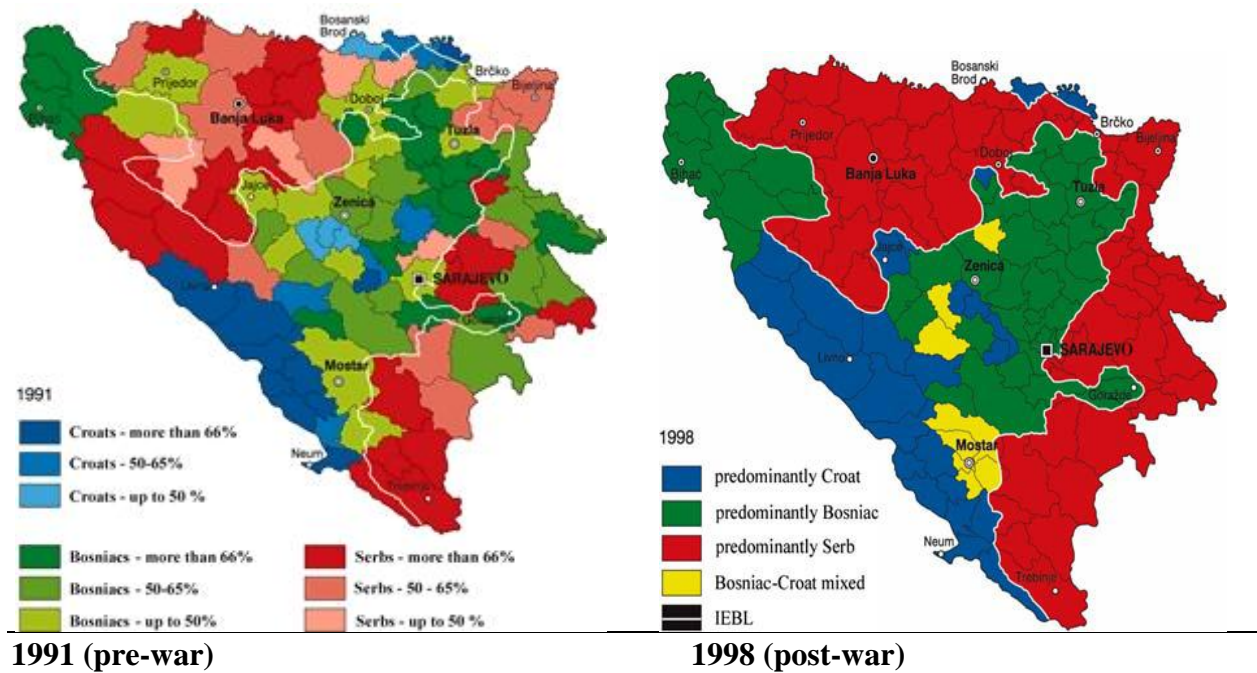 Bosanski
Brod
Brčko
Bijeljina
Prijedor
Doboj
Banja Luka
Tuzla
Bihać
Jajce
Zenica
SARAJEVO
Livno
Goražde
Mostar
Neum
Trebinje
1991
Croats - more than 66%
Croats - 50-65%
Croats - up to 50 %
Bosniacs - more than 66%
Bosniacs - 50-65%
Bosniacs - up to 50%
Serbs - more than 66%
Serbs - 50 - 65%
Serbs - up to 50 %
1991 (pre-war)
Bosanski
Brod
Brčko
Prijedor
Doboj
Bijeljina
Bihać
Banja Luka
Tuzla
Jajce
Zenica
SARAJEVO
Livno
Goražde
Mostar
Neum
Trebinje
1998
predominantly Croat
predominantly Bosniac
predominantly Serb
Bosniac-Croat mixed
IEBL
1998 (post-war)